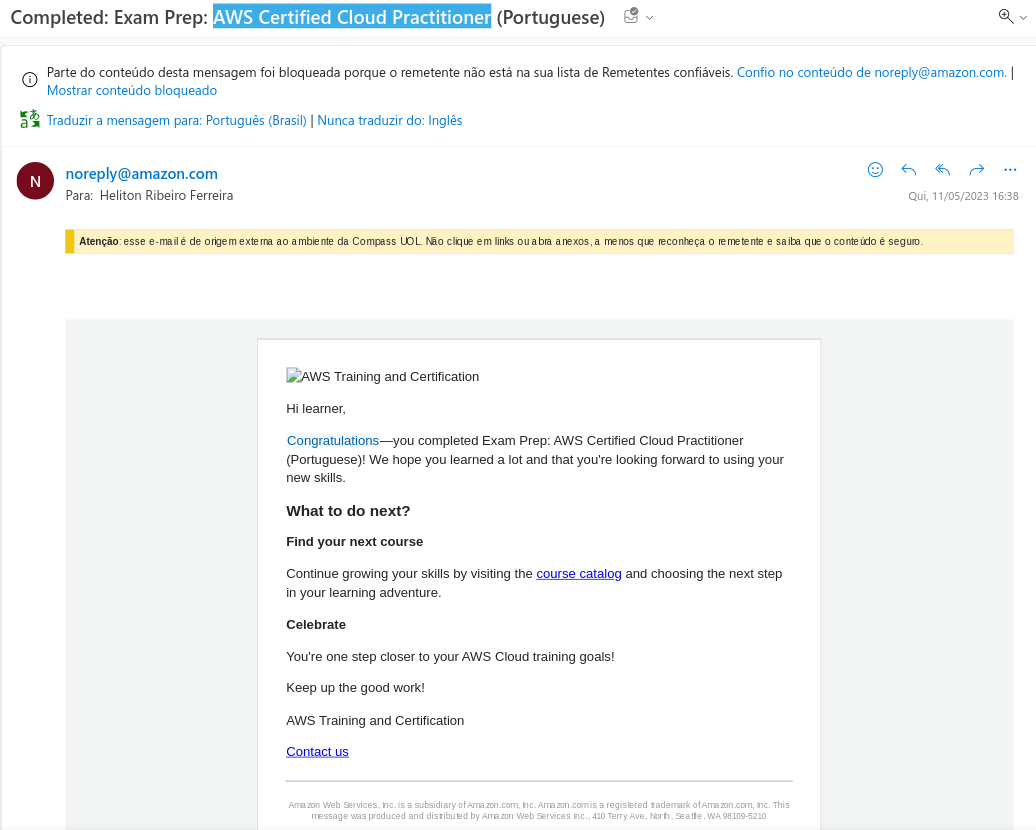 Completed: Exam Prep: AWS Certified Cloud Practitioner (Portuguese)
Parte do conteúdo desta mensagem foi bloqueada porque o remetente não está na sua lista de Remetentes confiáveis. Confio no conteúdo de noreply@amazon.com. |
Mostrar conteúdo bloqueado
Traduzir a mensagem para: Português (Brasil) | Nunca traduzir do: Inglês
N
noreply@amazon.com
Para: Heliton Ribeiro Ferreira
Qui, 11/05/2023 16:38
Atenção: esse e-mail é de origem externa ao ambiente da Compass UOL. Não clique em links ou abra anexos, a menos que reconheça o remetente e saiba que o conteúdo é seguro.
AWS Training and Certification
Hi learner,
Congratulations—you completed Exam Prep: AWS Certified Cloud Practitioner
(Portuguese)! We hope you learned a lot and that you're looking forward to using your
new skills.
What to do next?
Find your next course
Continue growing your skills by visiting the course catalog and choosing the next step
in your learning adventure.
Celebrate
You're one step closer to your AWS Cloud training goals!
Keep up the good work!
AWS Training and Certification
Contact us
Amazon Web Services, Inc. is a subsidiary of Amazon.com, Inc. Amazon.com is a registered trademark of Amazon.com, Inc. This
message was produced and distributed by Amazon Web Services Inc., 410 Terry Ave. North, Seattle, WA 98109-5210